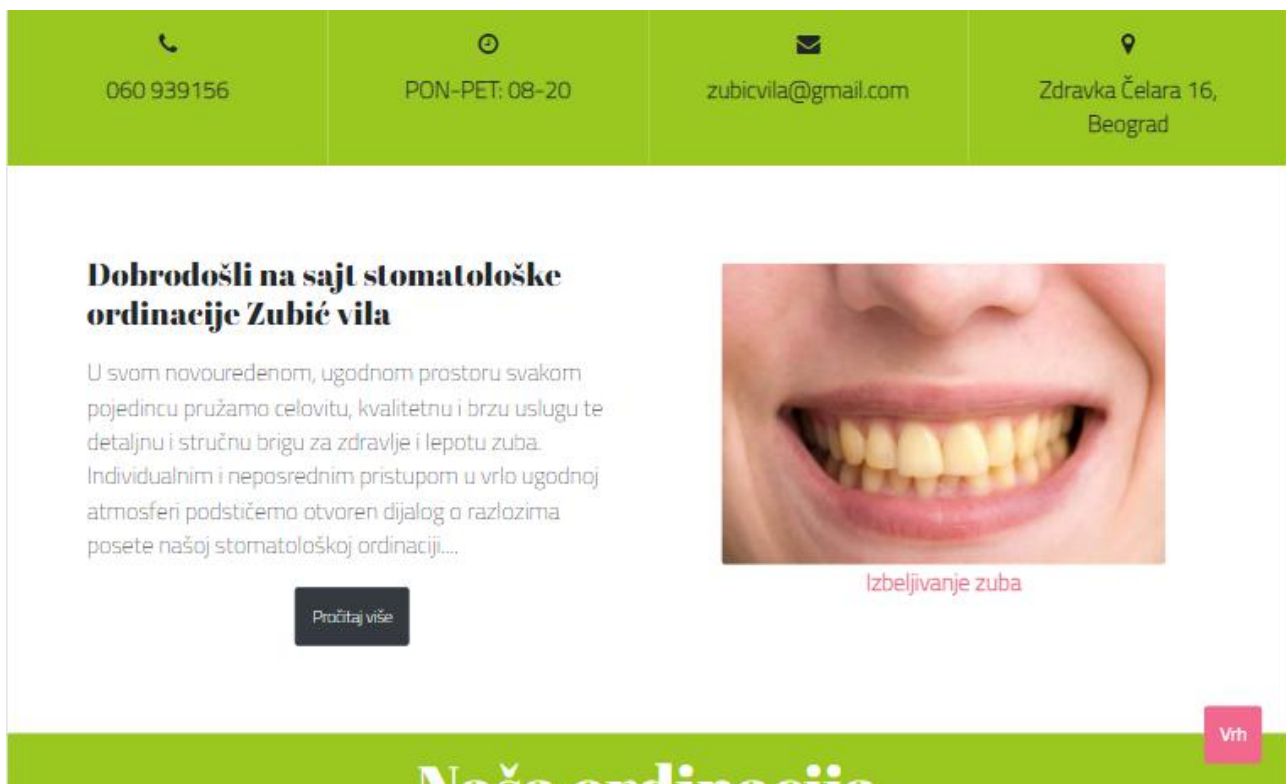 060 939156
PON-PET: 08-20
zubicvila@gmail.com
Zdravka Čelara 16,
Beograd
Dobrodošli na sajt stomatološke
ordinacije Zubić vila
U svom novouređenom, ugodnom prostoru svakom
pojedincu pružamo celovitu, kvalitetnu i brzu uslugu te
detaljnu i stručnu brigu za zdravlje i lepotu zuba.
Individualnim i neposrednim pristupom u vrlo ugodnoj
atmosferi podstičemo otvoren dijalog o razlozima
posete našoj stomatološkoj ordinaciji....
Pročitaj više
Izbeljivanje zuba
Vrh
Naša ordinacija